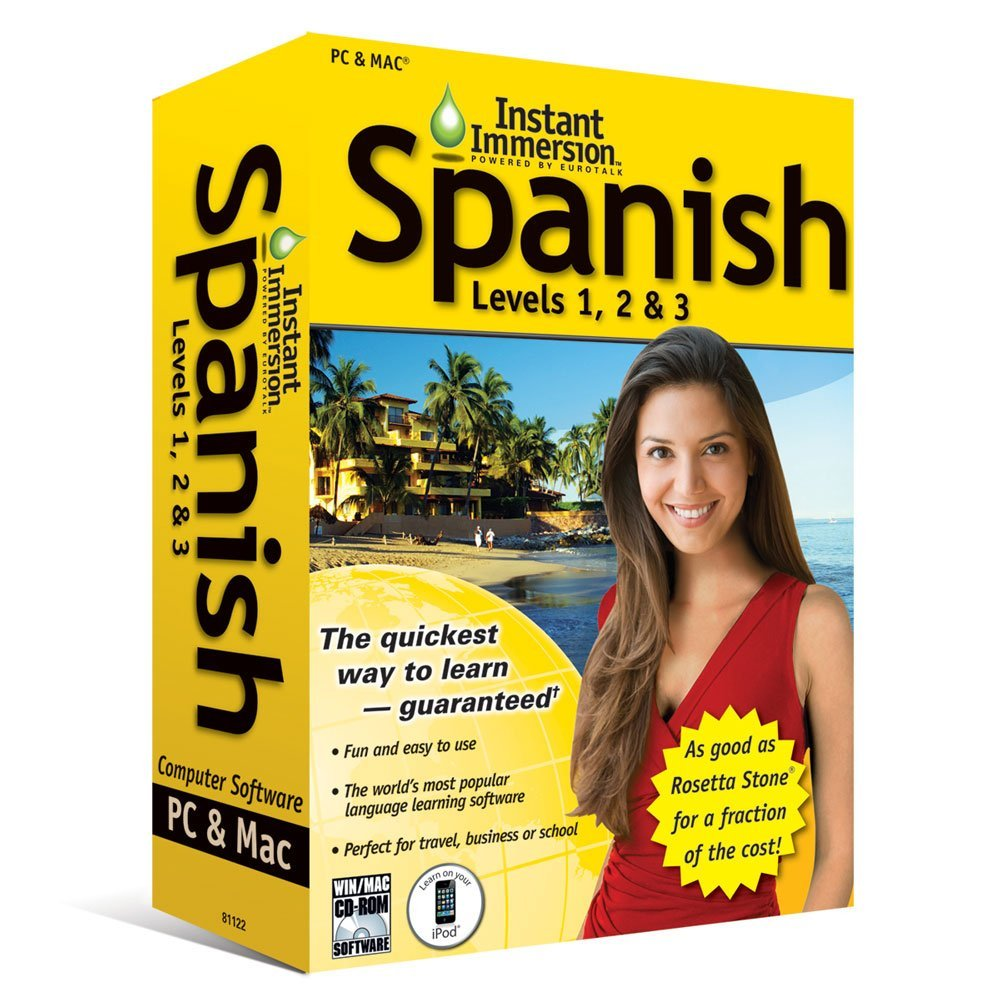 PC & MAC®
Instant
Immersion™
POWERED BY EUROTALK
Spanish
Levels 1, 2 & 3
The quickest
way to learn
— guaranteed†
• Fun and easy to use
• The world's most popular
language learning software
• Perfect for travel, business or school
As good as
Rosetta Stone®
for a fraction
of the cost!
WIN/MAC
CD-ROM
SOFTWARE
Learn on your
iPod®
Instant
Immersion™
POWERED BY EUROTALK
Spanish
Levels 1, 2 & 3
Computer Software
PC & Mac
81122